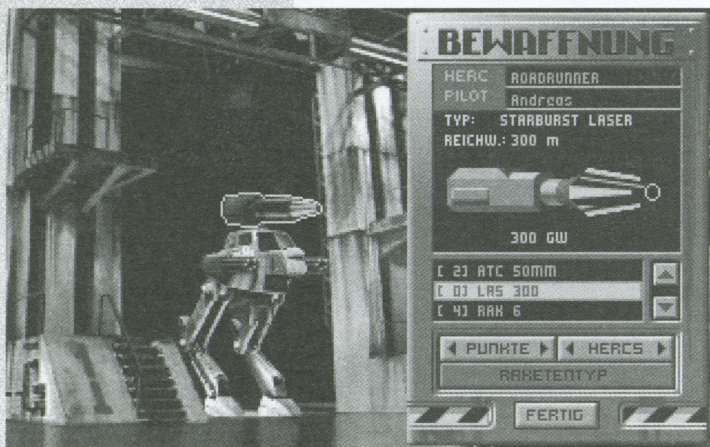 BEWAFFNUNG
HERC ROADRUNNER
PILOT Andreas
TYP: STARBURST LASER
REICHW.: 300 m
300 GW
[ 2] ATC 50MM
[ 0] LAS 300
[ 4] RAK 6
PUNKTE HERCS
RAKETENTYP
FERTIG